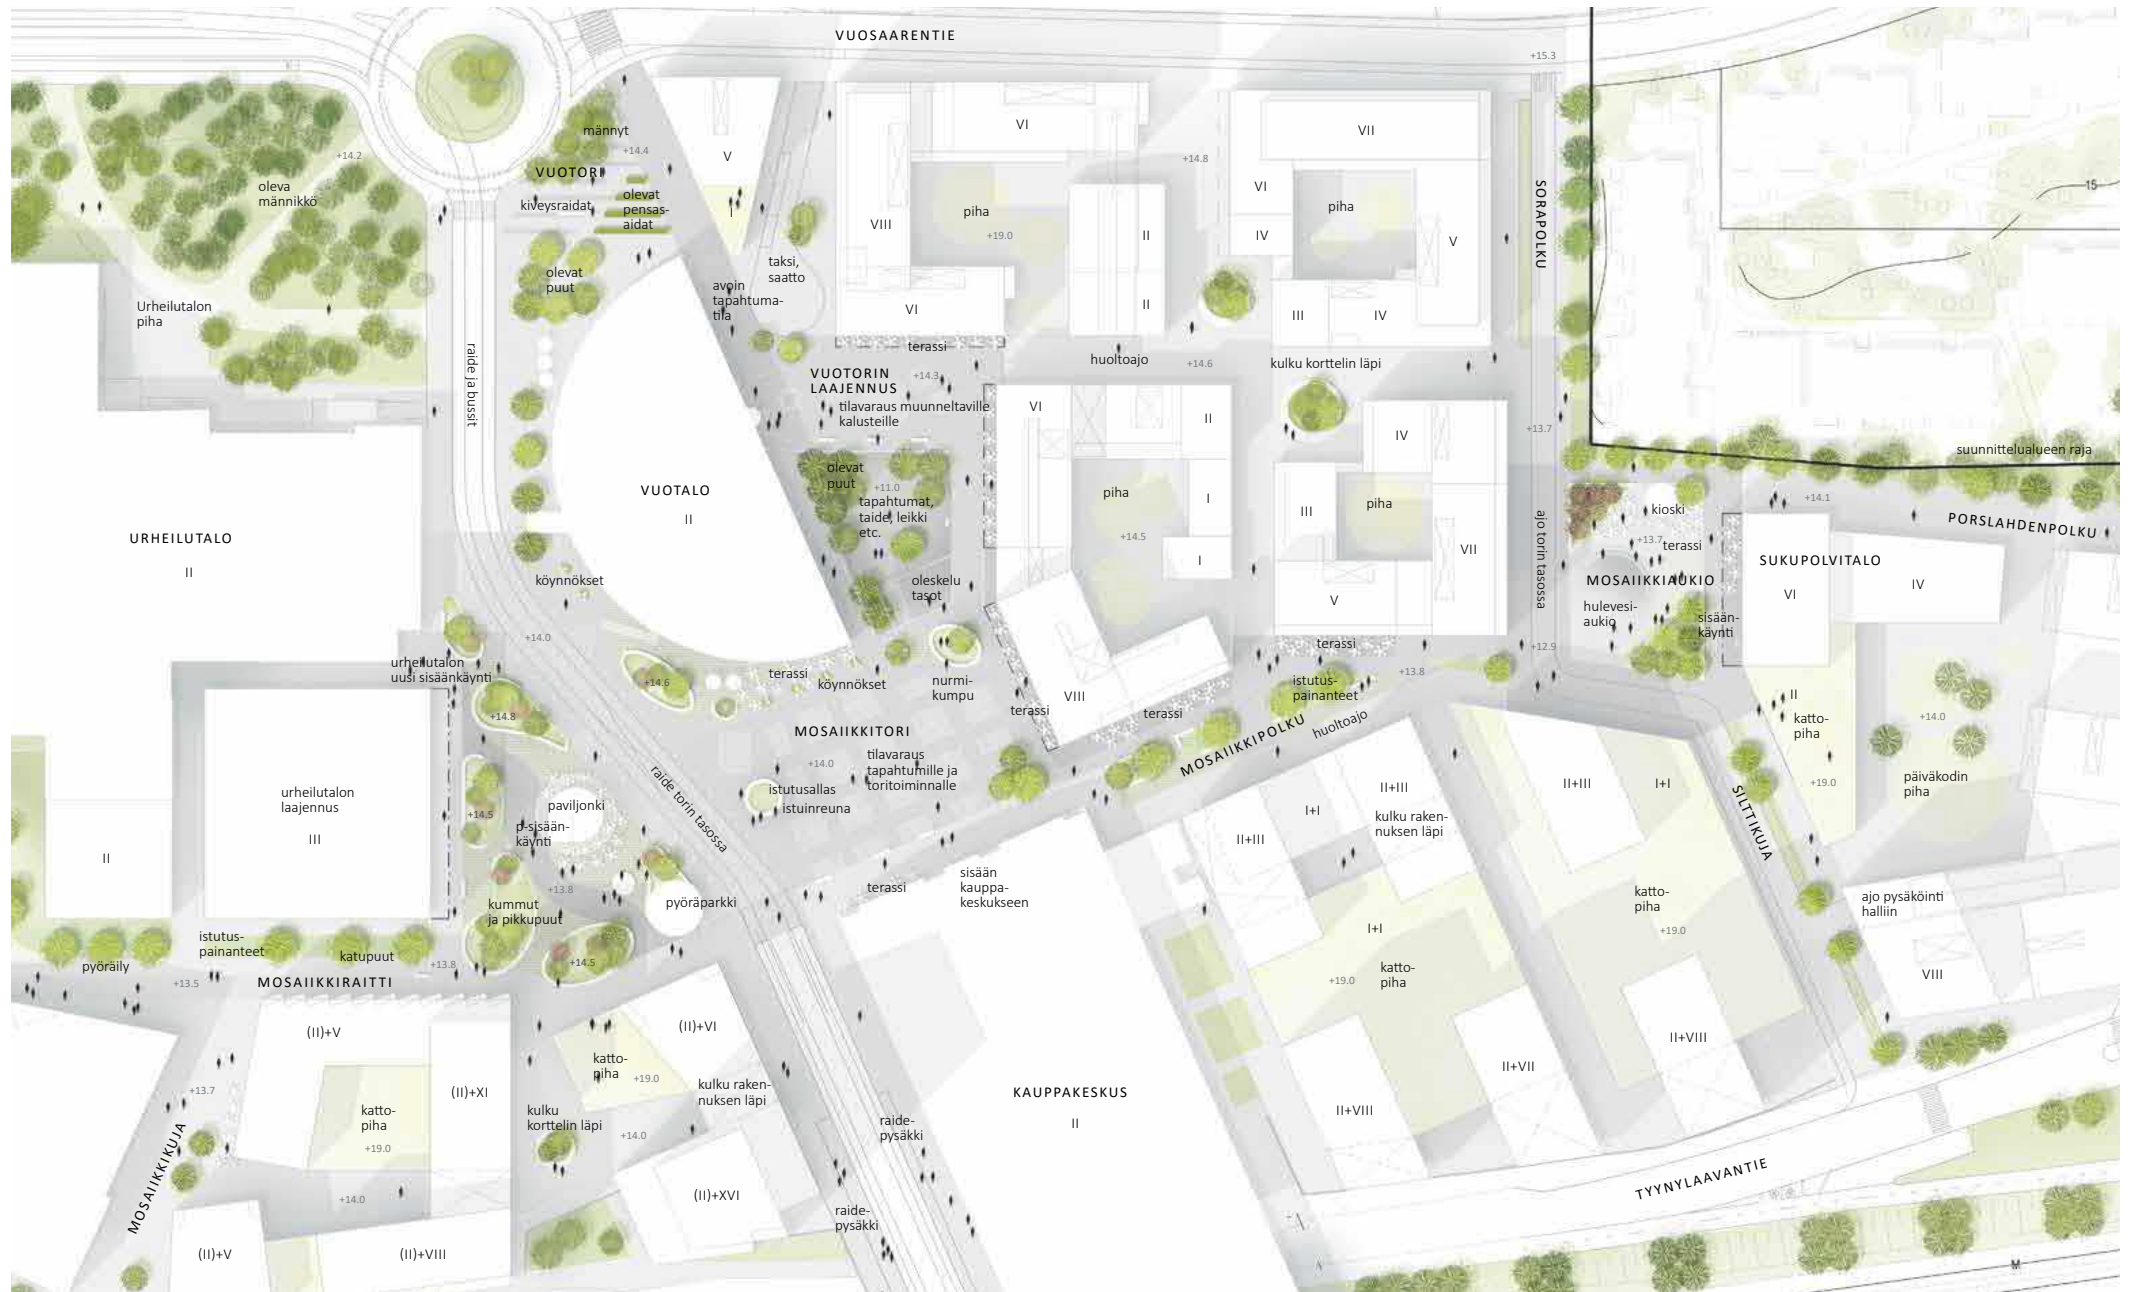 VUOSAARENTIE
+15.3
männyt
+14.4
VUOTORI
kiveysraidat
olevat
pensas-
aidat
+14.2
oleva
männikkö
V
I
VI
VIII
piha
+19.0
II
II
VI
+14.8
VII
VI
piha
IV
V
III
IV
SORAPOLKU
15
Urheilutalon
piha
olevat
puut
taksi,
saatto
avoin
tapahtuma-
tila
raide ja bussit
terassi
huoltoajo
+14.6
kulku korttelin läpi
VUOTORIN
LAAJENNUS
+14.3
tilavaraus muunneltaville
kalusteille
VI
II
IV
+13.7
suunnittelualueen raja
olevat
puut
+11.0
tapahtumat,
taide, leikki
etc.
VUOTALO
II
piha
I
+14.5
I
III
piha
VII
V
ajo torin tasossa
kioski
+13.7
terassi
+14.1
PORSLAHDENPOLKU
URHEILUTALO
II
köynnökset
oleskelu
tasot
MOSAIIKKIAUKIO
hulevesi-
aukio
sisään-
käynti
SUKUPOLVITALO
VI
IV
+14.0
urheilutalon
uusi sisäänkäynti
+14.6
terassi
köynnökset
nurmi-
kumpu
terassi
VIII
terassi
terassi
istutus-
painanteet
+13.8
+12.9
+14.8
MOSAIIKKITORI
+14.0
tilavaraus
tapahtumille ja
toritoiminnalle
istutusallas
istuinreuna
MOSAIIKKIPOLKU
huoltoajo
II
katto-
piha
+19.0
+14.0
päiväkodin
piha
urheilutalon
laajennus
III
II
+14.5
paviljonki
p-sisään-
käynti
raide torin tasossa
II+III
I+I
II+III
kulku raken-
nuksen läpi
II+III
I+I
SILTTIKUJA
+13.8
kummut
ja pikkupuut
pyöräparkki
terassi
sisään
kauppa-
keskukseen
katto-
piha
+19.0
ajo pysäköinti
halliin
istutus-
painanteet
katupuut
+13.8
+14.5
pyöräily
+13.5
MOSAIIKKIRAITTI
I+I
+19.0
katto-
piha
VIII
(II)+V
(II)+XI
katto-
piha
+19.0
(II)+VI
katto-
piha
+19.0
kulku raken-
nuksen läpi
KAUPPAKESKUS
II
II+VIII
II+VII
II+VIII
+13.7
MOSAIIKKIKUJA
+14.0
kulku
korttelin läpi
+14.0
raide-
pysäkki
raide-
pysäkki
(II)+XVI
(II)+V
(II)+VIII
TYYNYLAAVANTIE
M